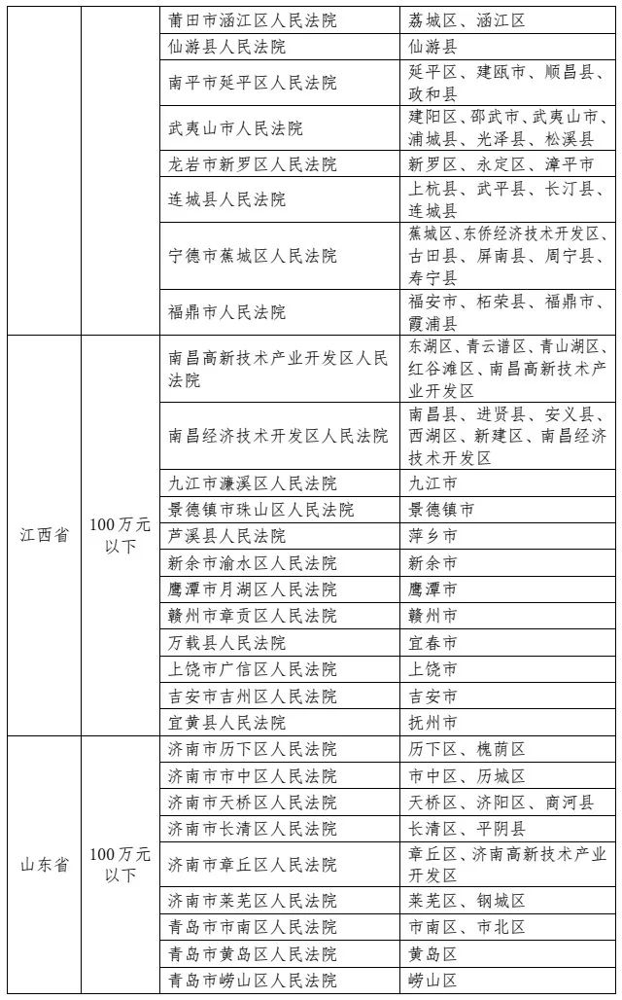 莆田市涵江区人民法院
荔城区、涵江区
仙游县人民法院
仙游县
南平市延平区人民法院
延平区、建瓯市、顺昌县、
政和县
武夷山市人民法院
建阳区、邵武市、武夷山市、
浦城县、光泽县、松溪县
龙岩市新罗区人民法院
新罗区、永定区、漳平市
连城县人民法院
上杭县、武平县、长汀县、
连城县
宁德市蕉城区人民法院
蕉城区、东侨经济技术开发区、
古田县、屏南县、周宁县、
寿宁县
福鼎市人民法院
福安市、柘荣县、福鼎市、
霞浦县
江西省
100万元
以下
南昌高新技术产业开发区人民
法院
东湖区、青云谱区、青山湖区、
红谷滩区、南昌高新技术产
业开发区
南昌经济技术开发区人民法院
南昌县、进贤县、安义县、
西湖区、新建区、南昌经济
技术开发区
九江市濂溪区人民法院
九江市
景德镇市珠山区人民法院
景德镇市
芦溪县人民法院
萍乡市
新余市渝水区人民法院
新余市
鹰潭市月湖区人民法院
鹰潭市
赣州市章贡区人民法院
赣州市
万载县人民法院
宜春市
上饶市广信区人民法院
上饶市
吉安市吉州区人民法院
吉安市
宜黄县人民法院
抚州市
山东省
100万元
以下
济南市历下区人民法院
历下区、槐荫区
济南市市中区人民法院
市中区、历城区
济南市天桥区人民法院
天桥区、济阳区、商河县
济南市长清区人民法院
长清区、平阴县
济南市章丘区人民法院
章丘区、济南高新技术产业
开发区
济南市莱芜区人民法院
莱芜区、钢城区
青岛市市南区人民法院
市南区、市北区
青岛市黄岛区人民法院
黄岛区
青岛市崂山区人民法院
崂山区